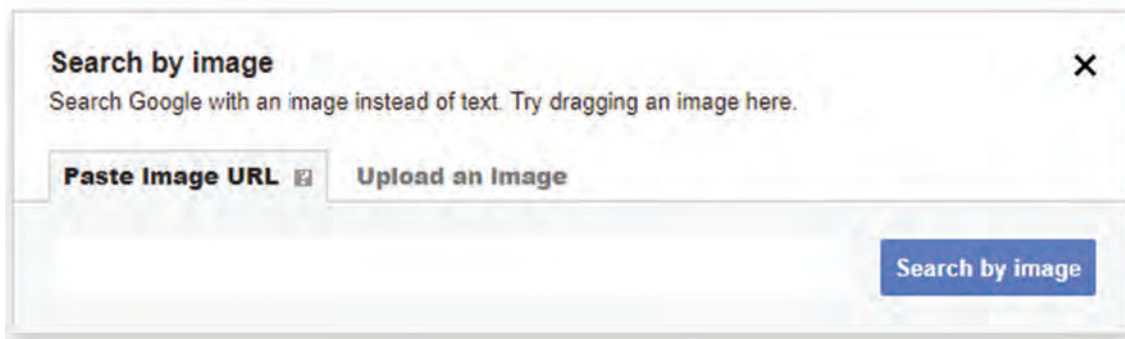 Search by image
Search Google with an image instead of text. Try dragging an image here.
Paste Image URL ?
Upload an Image
Search by image